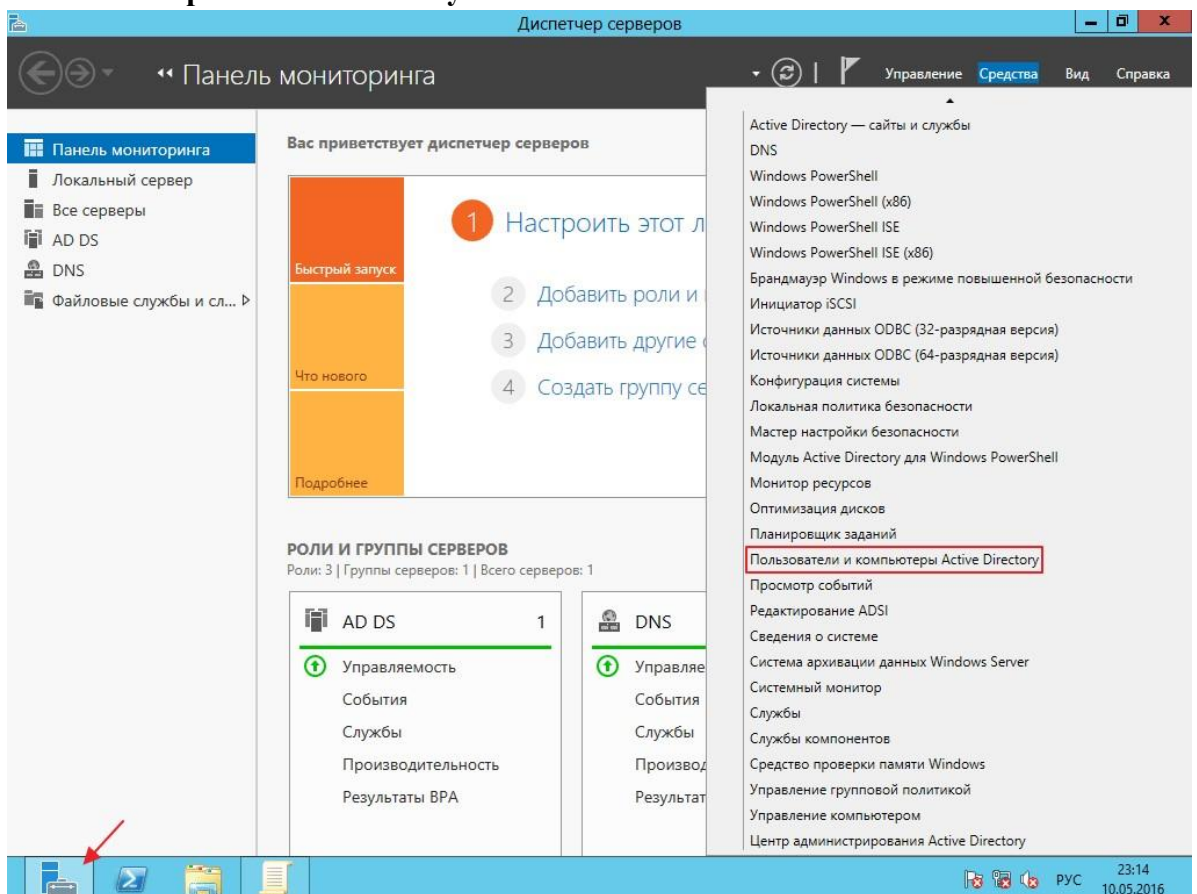 Диспетчер серверов
Панель мониторинга
Управление Средства Вид Справка
Панель мониторинга
Локальный сервер
Все серверы
AD DS
DNS
Файловые службы и сл...
Вас приветствует диспетчер серверов
Быстрый запуск
Что нового
Подробнее
1 Настроить этот л
2 Добавить роли и
3 Добавить другие
4 Создать группу се
РОЛИ И ГРУППЫ СЕРВЕРОВ
Роли: 3 | Группы серверов: 1 | Всего серверов: 1
AD DS 1
Управляемость
События
Службы
Производительность
Результаты BPA
DNS
Управляе
События
Службы
Производ
Результат
Active Directory — сайты и службы
DNS
Windows PowerShell
Windows PowerShell (x86)
Windows PowerShell ISE
Windows PowerShell ISE (x86)
Брандмауэр Windows в режиме повышенной безопасности
Инициатор iSCSI
Источники данных ODBC (32-разрядная версия)
Источники данных ODBC (64-разрядная версия)
Конфигурация системы
Локальная политика безопасности
Мастер настройки безопасности
Модуль Active Directory для Windows PowerShell
Монитор ресурсов
Оптимизация дисков
Планировщик заданий
Пользователи и компьютеры Active Directory
Просмотр событий
Редактирование ADSI
Сведения о системе
Система архивации данных Windows Server
Системный монитор
Службы
Службы компонентов
Средство проверки памяти Windows
Управление групповой политикой
Управление компьютером
Центр администрирования Active Directory
РУС
23:14
10.05.2016